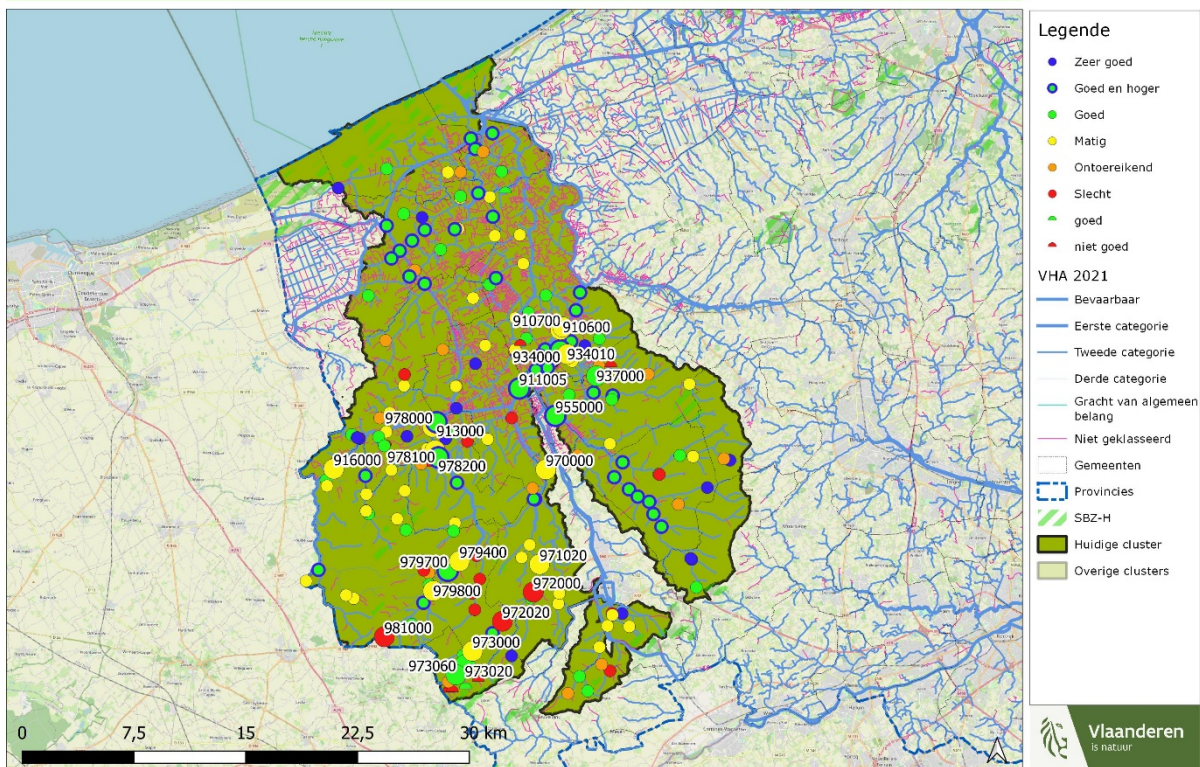 910700
910600
934000
934010
911005
937000
955000
978000
913000
916000
978100
978200
970000
979400
979700
971020
979800
972000
972020
981000
973000
973060
973020
0
7,5
15
22,5
30 km
Legende
Zeer goed
Goed en hoger
Goed
Matig
Ontoereikend
Slecht
goed
niet goed
VHA 2021
Bevaarbaar
Eerste categorie
Tweede categorie
Derde categorie
Gracht van algemeen
belang
Niet geklasseerd
Gemeenten
Provincies
SBZ-H
Huidige cluster
Overige clusters
Vlaanderen
is natuur